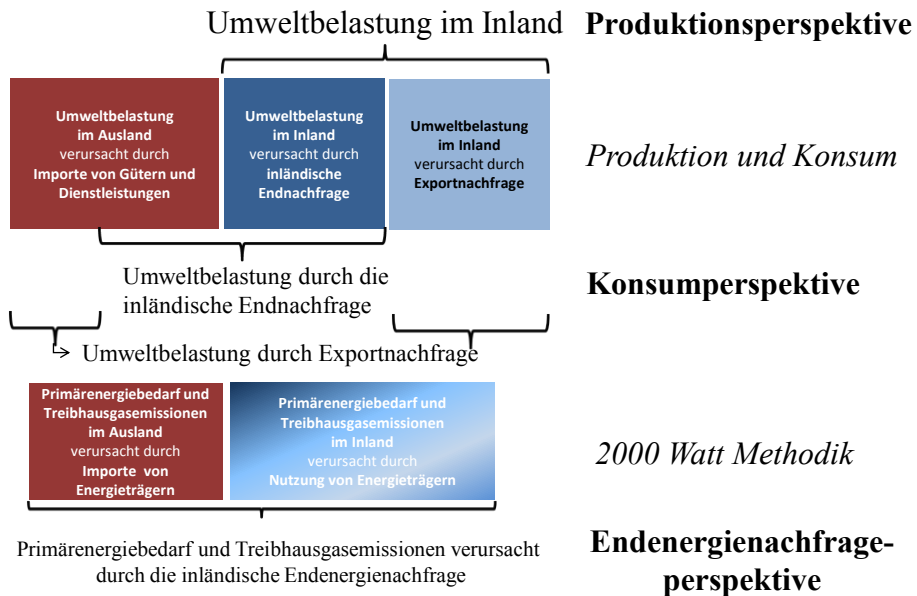 Umweltbelastung im Inland
Produktionsperspektive
Umweltbelastung
im Ausland
verursacht durch
Importe von Gütern und
Dienstleistungen
Umweltbelastung
im Inland
verursacht durch
inländische
Endnachfrage
Umweltbelastung
im Inland
verursacht durch
Exportnachfrage
Produktion und Konsum
Umweltbelastung durch die
inländische Endnachfrage
Konsumperspektive
Umweltbelastung durch Exportnachfrage
Primärenergiebedarf und
Treibhausgasemissionen
im Ausland
verursacht durch
Importe von
Energieträgern
Primärenergiebedarf und
Treibhausgasemissionen
im Inland
verursacht durch
Nutzung von Energieträgern
2000 Watt Methodik
Primärenergiebedarf und Treibhausgasemissionen verursacht
durch die inländische Endenergienachfrage
Endenergienachfrage-
perspektive